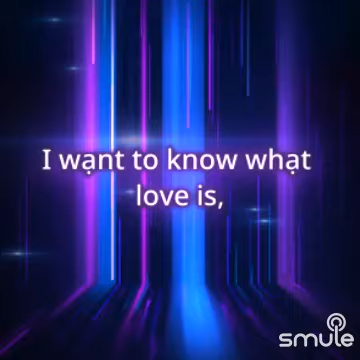 I wạnt to know whạt
love is,
smule